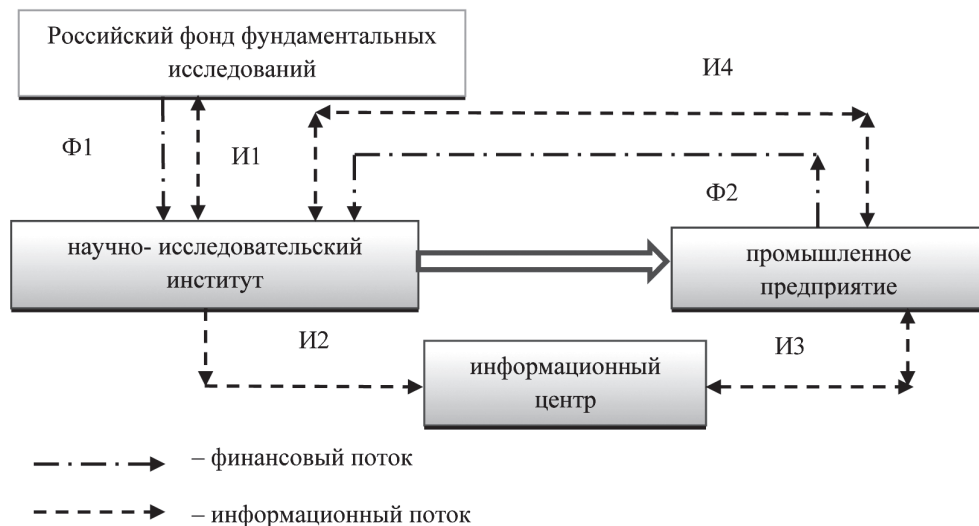 Российский фонд фундаментальных
исследований
И4
Ф1
И1
Ф2
научно- исследовательский
институт
промышленное
предприятие
И2
И3
информационный
центр
– финансовый поток
– информационный поток